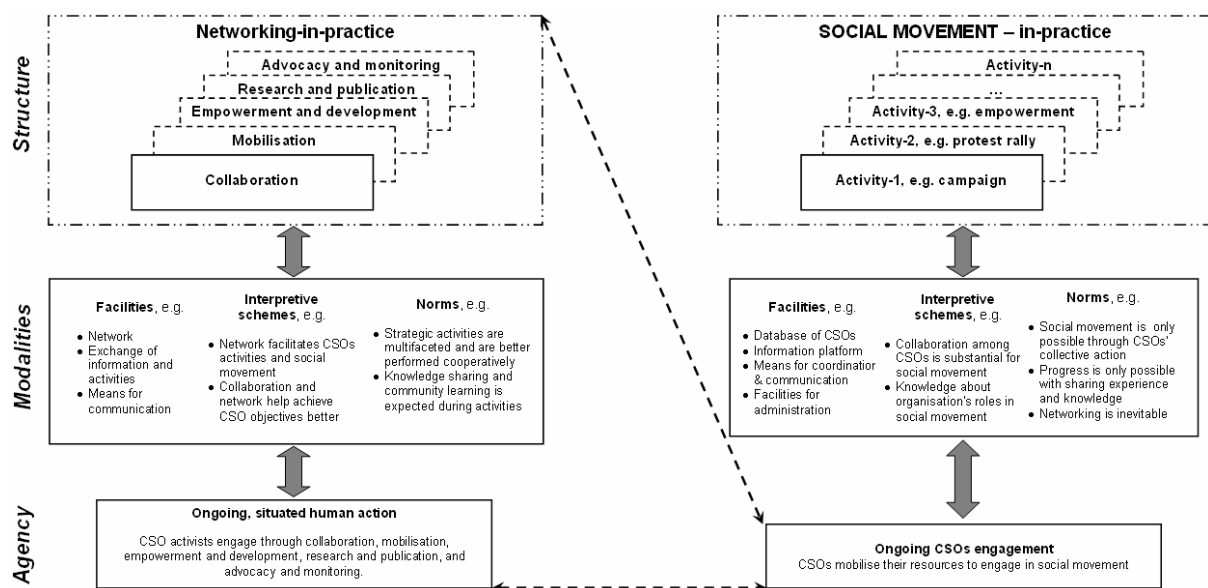 Structure
Networking-in-practice
Advocacy and monitoring
Research and publication
Empowerment and development
Mobilisation
Collaboration
SOCIAL MOVEMENT – in-practice
Activity-n
...
Activity-3, e.g. empowerment
Activity-2, e.g. protest rally
Activity-1, e.g. campaign
Modalities
Facilities, e.g.
● Network
● Exchange of
information and
activities
● Means for
communication
Interpretive
schemes, e.g.
● Network facilitates CSOs
activities and social
movement
● Collaboration and
network help achieve
CSO objectives better
Norms, e.g.
● Strategic activities are
multifaceted and are better
performed cooperatively
● Knowledge sharing and
community learning is
expected during activities
Facilities, e.g.
● Database of CSOs
● Information platform
● Means for coordinatior
& communication
● Facilities for
administration
Interpretive
schemes, e.g.
● Collaboration among
CSOs is substantial for
social movement
● Knowledge about
organisation's roles in
social movement
Norms, e.g.
● Social movement is only
possible through CSOs'
collective action
● Progress is only possible
with sharing experience
and knowledge
● Networking is inevitable
Agency
Ongoing, situated human action
CSO activists engage through collaboration, mobilisation,
empowerment and development, research and publication, and
advocacy and monitoring.
Ongoing CSOs engagement
CSOs mobilise their resources to engage in social movement